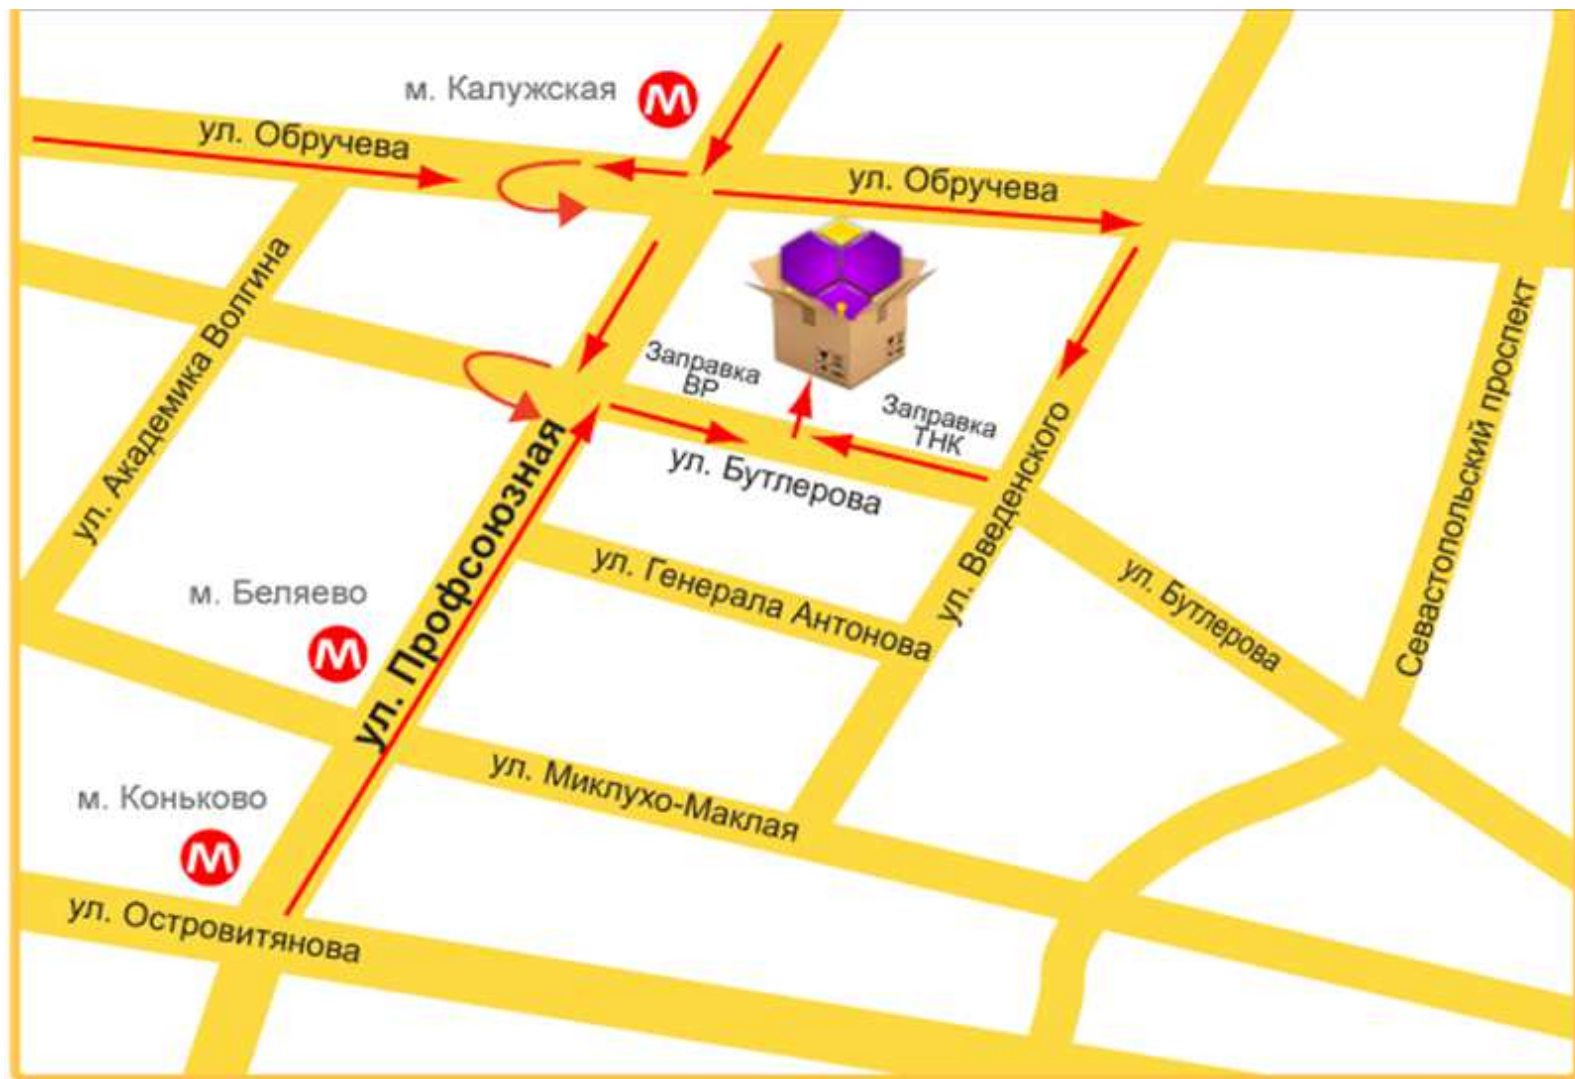 м. Калужская
ул. Обручева
ул. Обручева
ул. Академика Волгина
Заправка
ВР
Заправка
ТНК
Севастопольский проспект
ул. Бутлерова
ул. Профсоюзная
ул. Введенского
ул. Генерала Антонова
ул. Бутлерова
м. Беляево
ул. Миклухо-Маклая
м. Коньково
ул. Островитянова